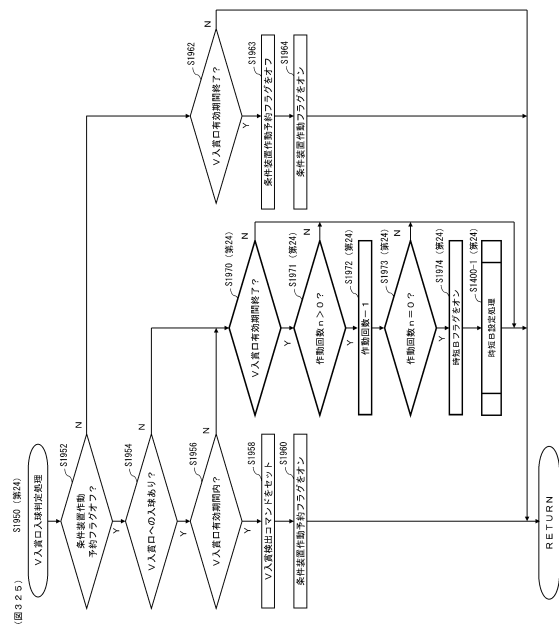 (図３２５)
S1950 (第24)
Ｖ入賞口入球判定処理
S1952
条件装置作動
予約フラグオフ？
Y
N
S1954
Ｖ入賞口への入球あり？
Y
N
S1956
Ｖ入賞口有効期間内？
Y
N
S1958
Ｖ入賞検出コマンドをセット
S1960
条件装置作動予約フラグをオン
S1970 (第24)
Ｖ入賞口有効期間終了？
Y
N
S1971 (第24)
作動回数ｎ＞０？
Y
N
S1972 (第24)
作動回数－１
S1973 (第24)
作動回数ｎ＝０？
Y
N
S1974 (第24)
時短Ｂフラグをオン
S1400-1 (第24)
時短Ｂ設定処理
S1962
Ｖ入賞口有効期間終了？
Y
N
S1963
条件装置作動予約フラグをオフ
S1964
条件装置作動フラグをオン
ＲＥＴＵＲＮ